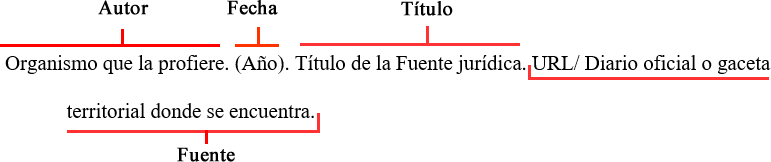 Autor Fecha Título
Organismo que la profiere. (Año). Título de la Fuente jurídica. URL/ Diario oficial o gaceta
territorial donde se encuentra.
Fuente